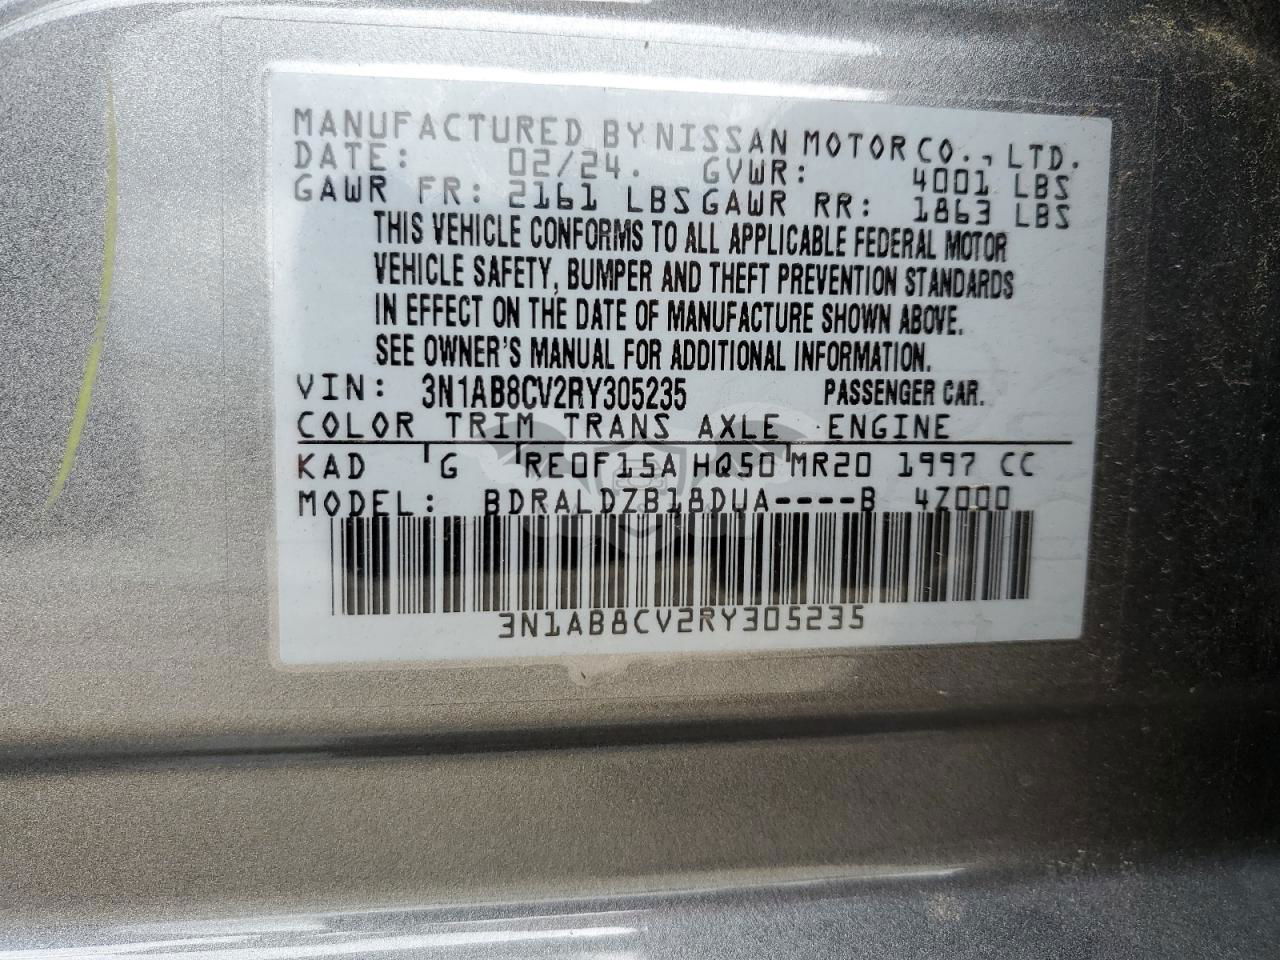 MANUFACTURED BY NISSAN MOTOR CO., LTD.
DATE: 02/24. GVWR: 4001 LBS
GAWR FR: 2161 LBS GAWR RR: 1863 LBS
THIS VEHICLE CONFORMS TO ALL APPLICABLE FEDERAL MOTOR
VEHICLE SAFETY, BUMPER AND THEFT PREVENTION STANDARDS
IN EFFECT ON THE DATE OF MANUFACTURE SHOWN ABOVE.
SEE OWNER'S MANUAL FOR ADDITIONAL INFORMATION.
VIN: 3N1AB8CV2RY305235 PASSENGER CAR.
COLOR TRIM TRANS AXLE ENGINE
KAD G RE0F15A HQ50 MR20 1997 CC
MODEL: BDRALDZB18DUA----B 4Z000
3N1AB8CV2RY305235